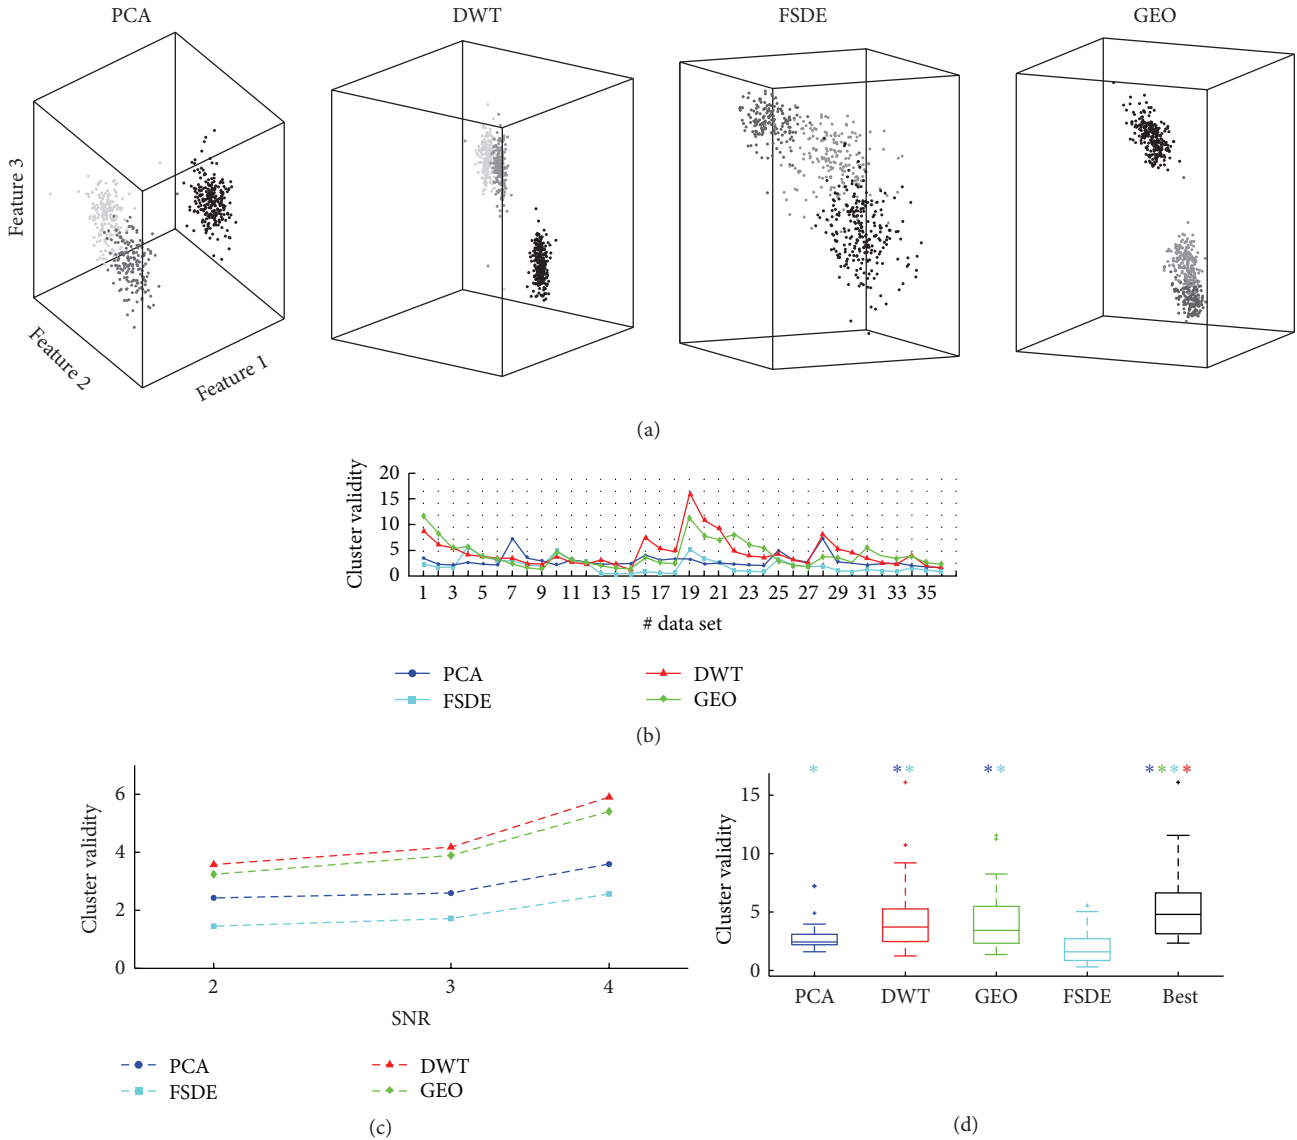 PCA DWT FSDE GEO
Feature 3
Feature 2
Feature 1
(a)
Cluster validity
20
15
10
5
0
1 3 5 7 9 11 13 15 17 19 21 23 25 27 29 31 33 35
# data set
PCA DWT
FSDE GEO
(b)
Cluster validity
6
4
2
0
2 3 4
SNR
PCA DWT
FSDE GEO
(c)
* ** ** ****
Cluster validity
15
10
5
0
PCA DWT GEO FSDE Best
(d)